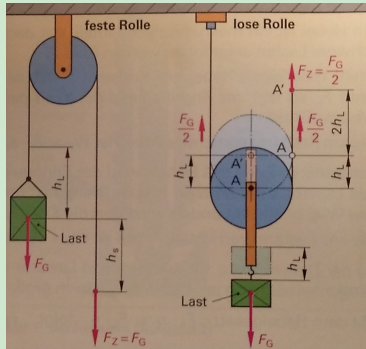 feste Rolle
lose Rolle
A'
F_Z = F_G/2
F_G/2
F_G/2
2h_L
h_L
A
A'
A
h_L
h_L
h_L
Last
h_s
F_G
h_L
Last
F_Z = F_G
F_G